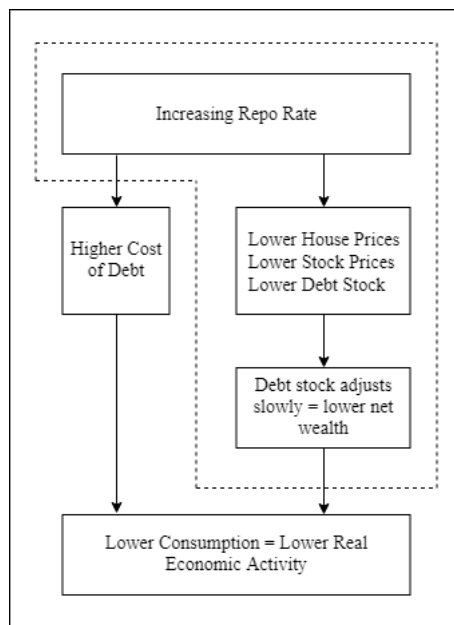 Increasing Repo Rate
Higher Cost
of Debt
Lower House Prices
Lower Stock Prices
Lower Debt Stock
Debt stock adjusts
slowly = lower net
wealth
Lower Consumption = Lower Real
Economic Activity